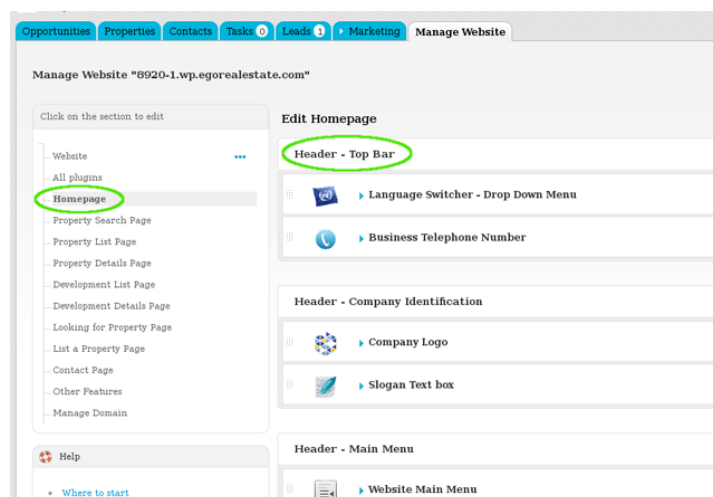 Opportunities Properties Contacts Tasks 0 Leads 1 Marketing Manage Website
Manage Website "8920-1.wp.egorealestate.com"
Click on the section to edit
Website
All plugins
Homepage
Property Search Page
Property List Page
Property Details Page
Development List Page
Development Details Page
Looking for Property Page
List a Property Page
Contact Page
Other Features
Manage Domain
Help
Where to start
Edit Homepage
Header - Top Bar
Language Switcher - Drop Down Menu
Business Telephone Number
Header - Company Identification
Company Logo
Slogan Text box
Header - Main Menu
Website Main Menu